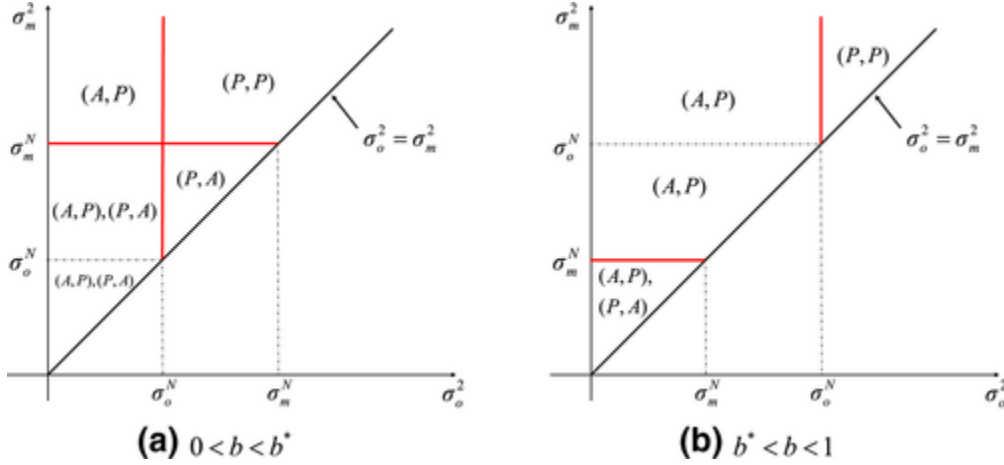 σ_m^2
(A, P)
(P, P)
σ_o^2 = σ_m^2
σ_m^N
(P, A)
(A, P),(P, A)
σ_o^N
(A, P),(P, A)
σ_o^N
σ_m^N
σ_o^2
(a) 0 < b < b*
σ_m^2
(P, P)
(A, P)
σ_o^2 = σ_m^2
σ_o^N
(A, P)
σ_m^N
(A, P),
(P, A)
σ_m^N
σ_o^N
σ_o^2
(b) b* < b < 1